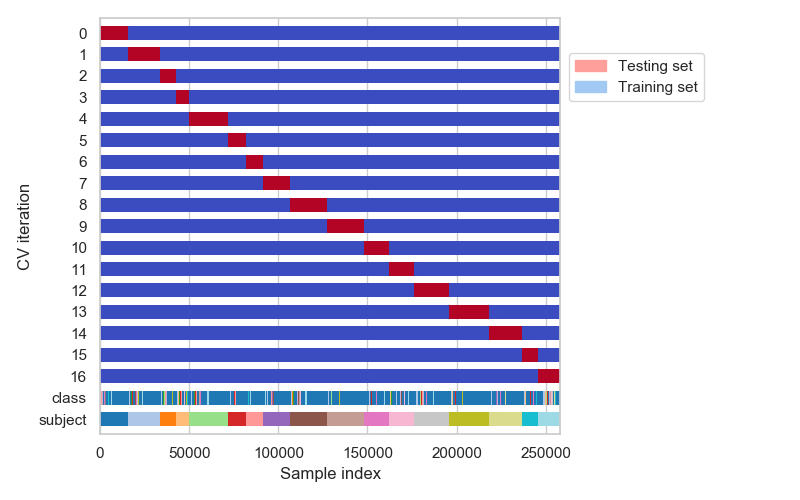 0
1
2
3
4
5
6
7
8
9
10
11
12
13
14
15
16
class
subject
CV iteration
0 50000 100000 150000 200000 250000
Sample index
Testing set
Training set